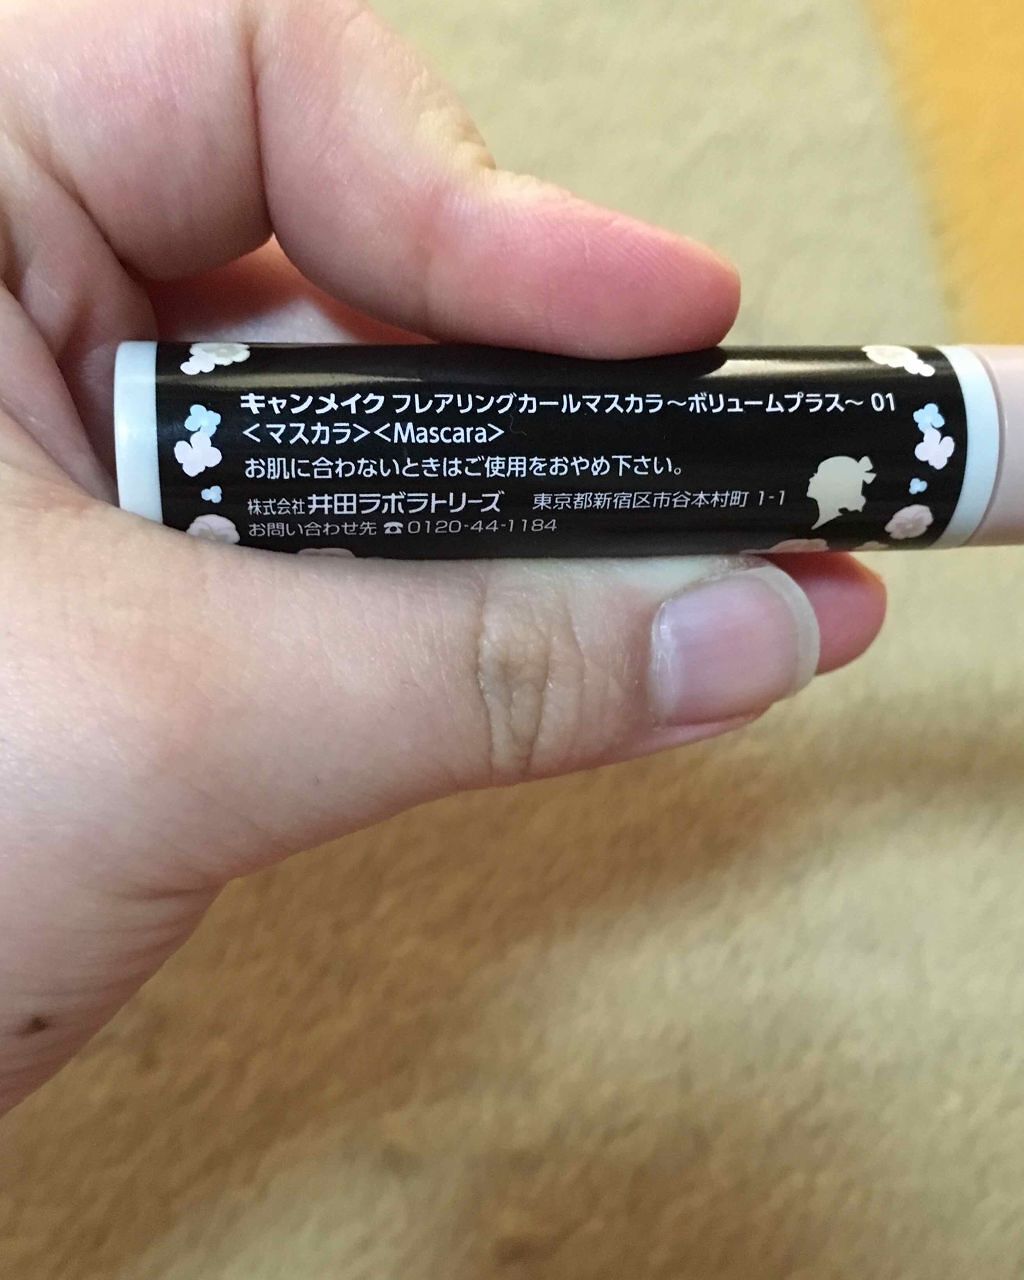 キャンメイク フレアリングカールマスカラ～ボリュームプラス～ 01
＜マスカラ＞＜Mascara＞
お肌に合わないときはご使用をおやめ下さい。
株式会社 井田ラボラトリーズ 東京都新宿区市谷本村町 1-1
お問い合わせ先 ☎0120-44-1184